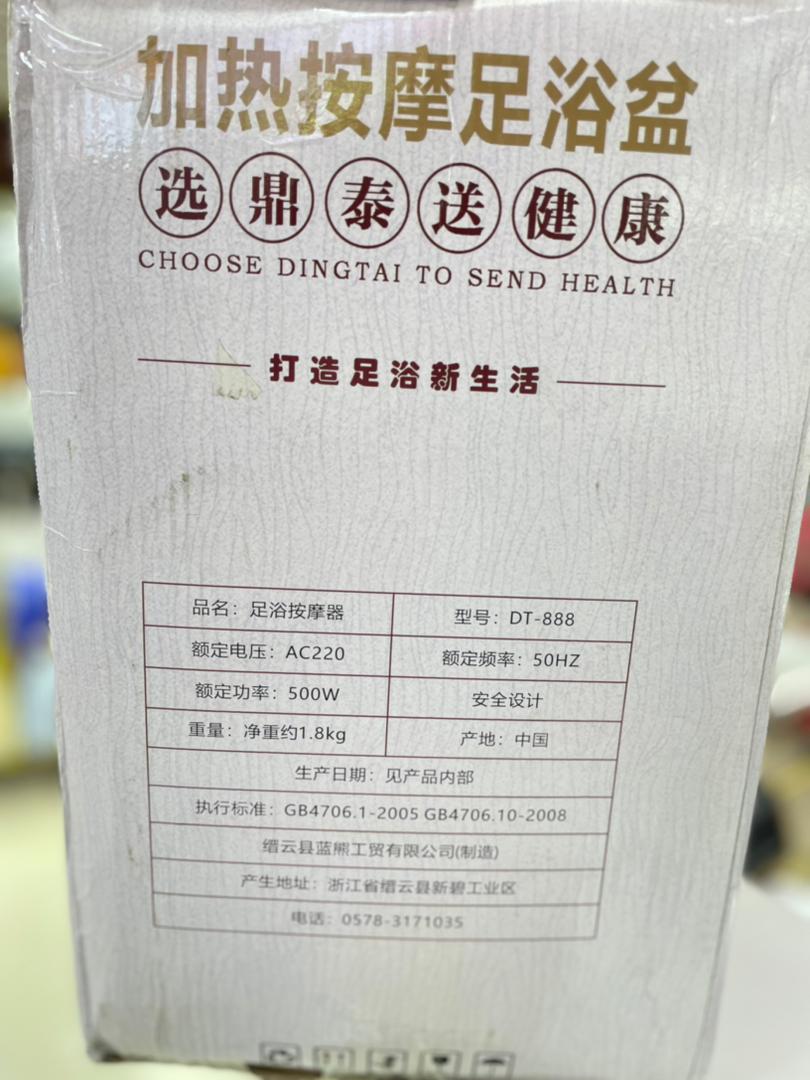 加热按摩足浴盆
选鼎泰送健康
CHOOSE DINGTAI TO SEND HEALTH
打造足浴新生活
品名：足浴按摩器 型号：DT-888
额定电压：AC220 额定频率：50HZ
额定功率：500W 安全设计
重量：净重约1.8kg 产地：中国
生产日期：见产品内部
执行标准：GB4706.1-2005 GB4706.10-2008
缙云县蓝熊工贸有限公司(制造)
产生地址：浙江省缙云县新碧工业区
电话：0578-3171035